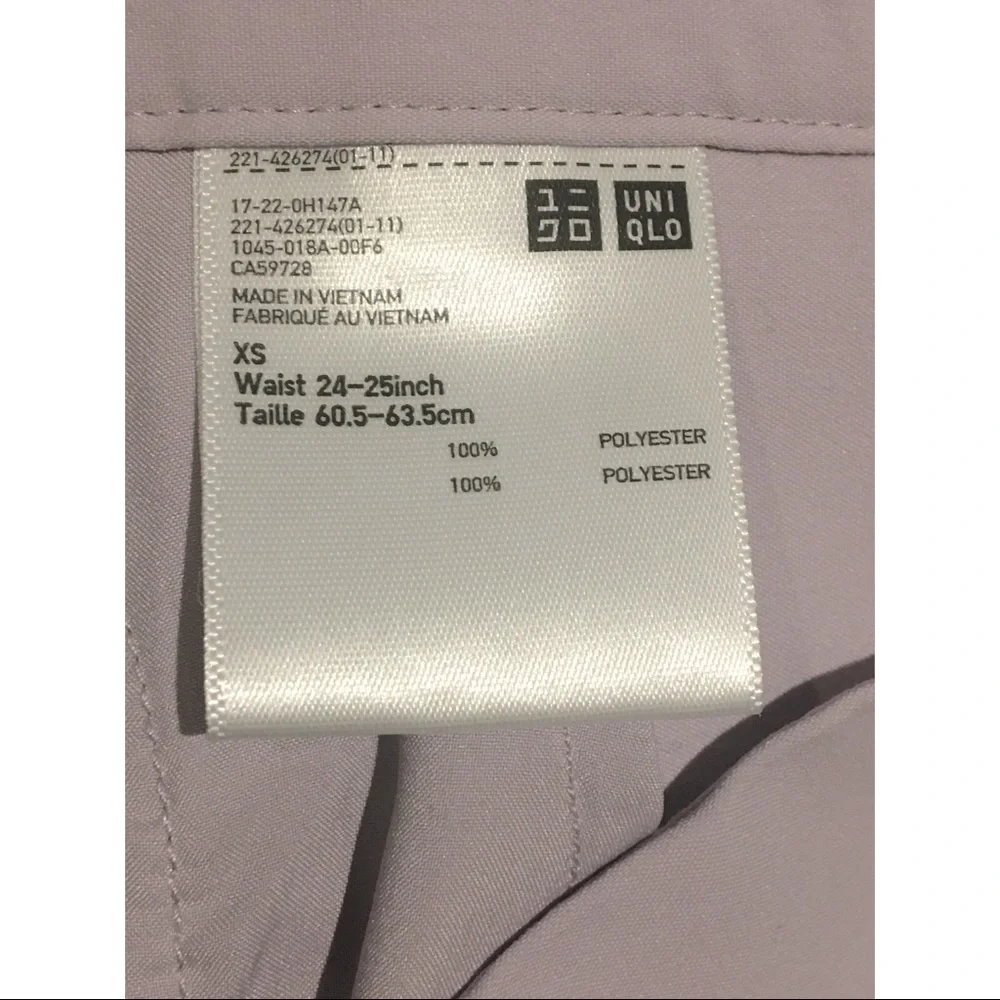 221-426274(01-11)
ユニ
クロ
UNI
QLO
17-22-0H147A
221-426274(01-11)
1045-018A-00F6
CA59728
MADE IN VIETNAM
FABRIQUÉ AU VIETNAM
XS
Waist 24–25inch
Taille 60.5–63.5cm
100% POLYESTER
100% POLYESTER